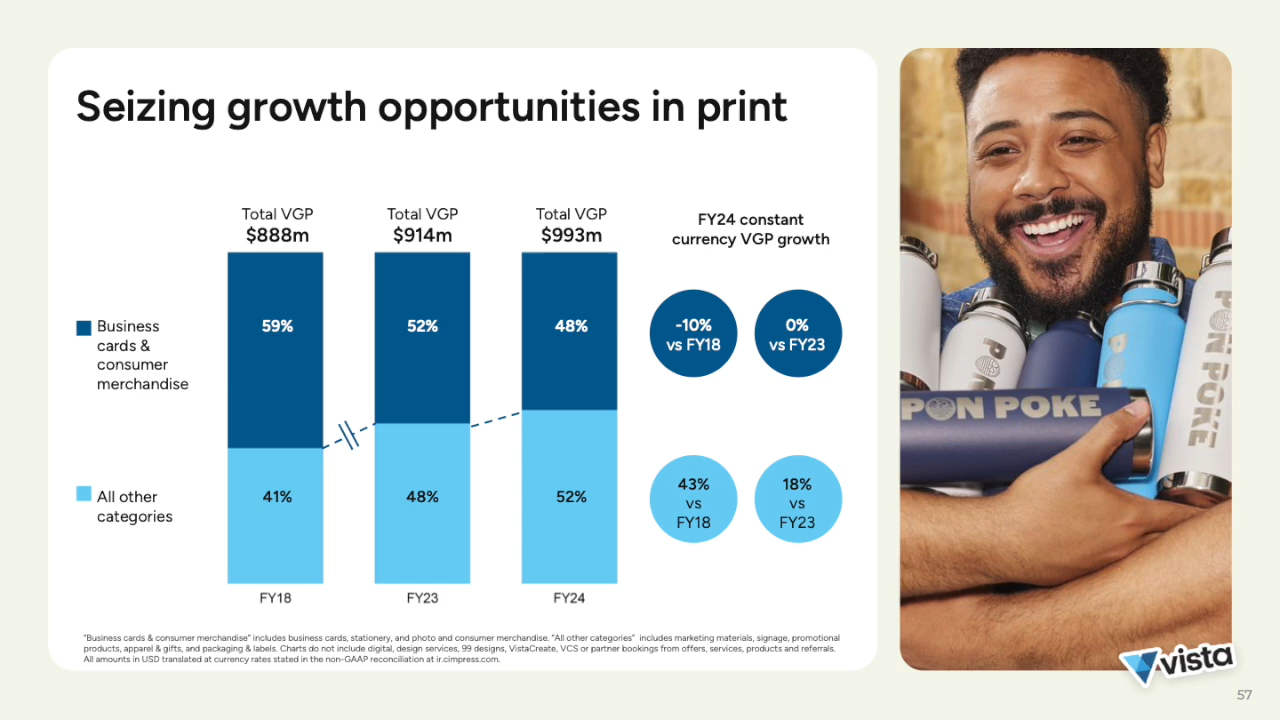 Seizing growth opportunities in print
Total VGP
$888m
Total VGP
$914m
Total VGP
$993m
FY24 constant
currency VGP growth
Business
cards &
consumer
merchandise
59%
52%
48%
-10%
vs FY18
0%
vs FY23
All other
categories
41%
48%
52%
43%
vs
FY18
18%
vs
FY23
FY18
FY23
FY24
"Business cards & consumer merchandise" includes business cards, stationery, and photo and consumer merchandise. "All other categories" includes marketing materials, signage, promotional
products, apparel & gifts, and packaging & labels. Charts do not include digital, design services, 99 designs, VistaCreate, VCS or partner bookings from offers, services, products and referrals.
All amounts in USD translated at currency rates stated in the non-GAAP reconciliation at ir.cimpress.com.
PON POKE
PON POKE
vista
57